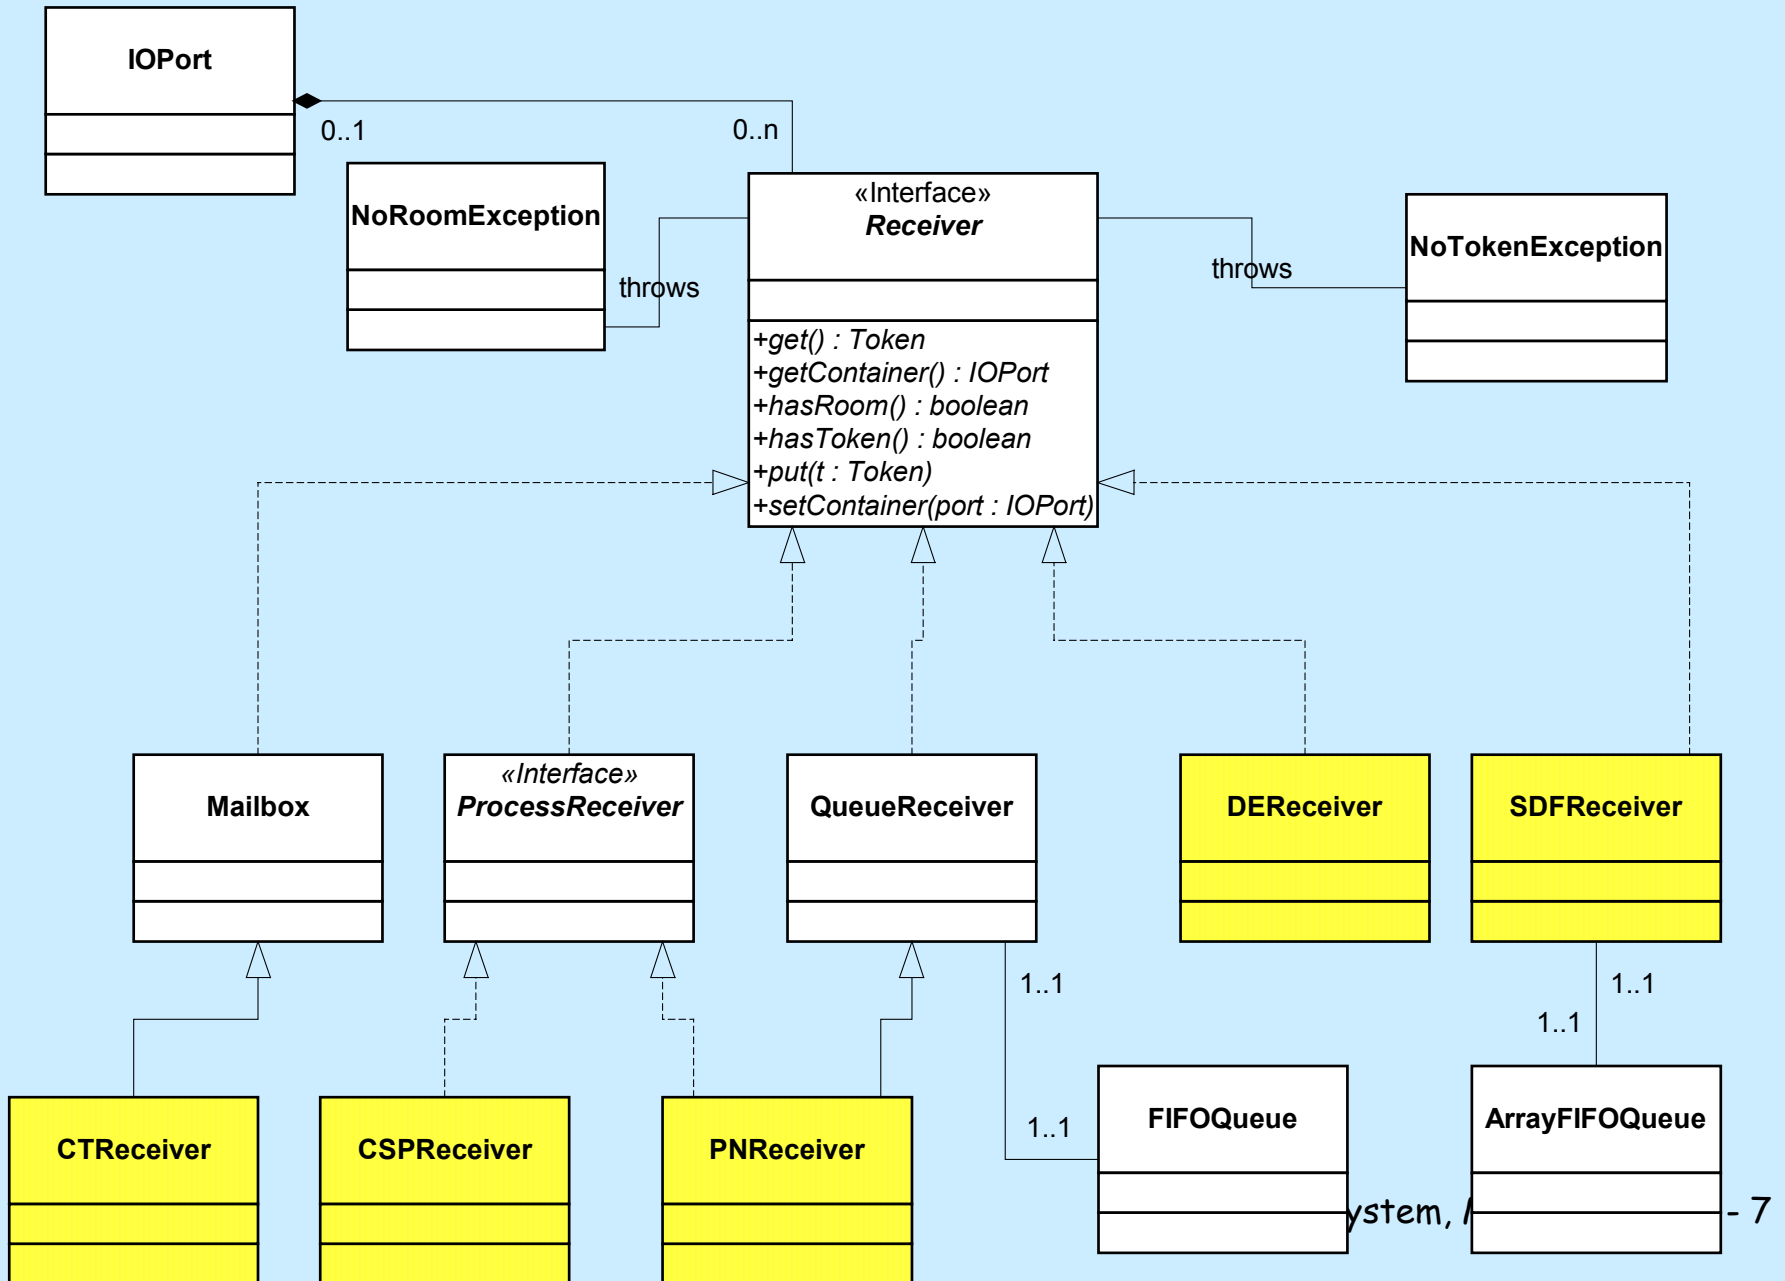 IOPort
0..1
0..n
NoRoomException
throws
«Interface»
Receiver
+get() : Token
+getContainer() : IOPort
+hasRoom() : boolean
+hasToken() : boolean
+put(t : Token)
+setContainer(port : IOPort)
throws
NoTokenException
Mailbox
«Interface»
ProcessReceiver
QueueReceiver
DEReceiver
SDFReceiver
1..1
1..1
1..1
1..1
CTReceiver
CSPReceiver
PNReceiver
FIFOQueue
ArrayFIFOQueue
- 7